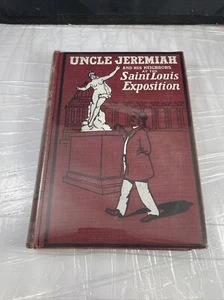 UNCLE JEREMIAH
AND HIS NEIGHBORS
AT THE
Saint Louis
Exposition